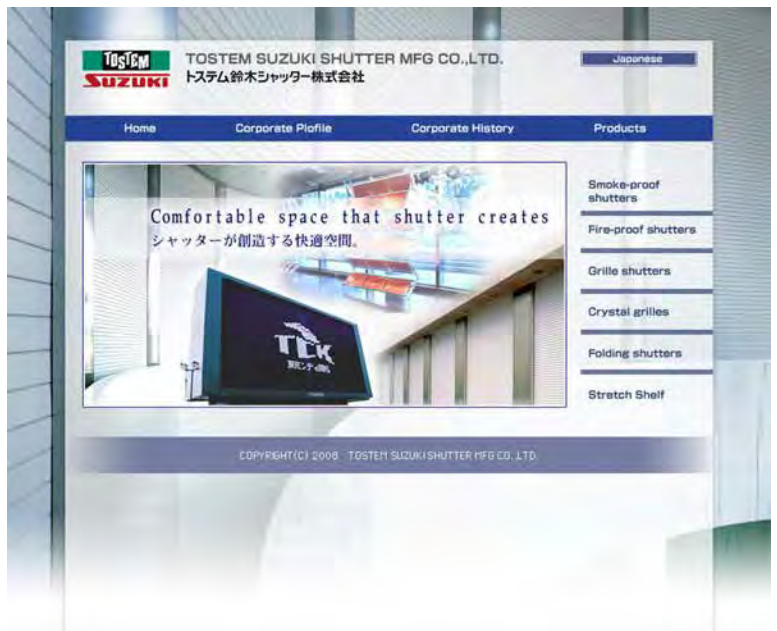 TOSTEM
SUZUKI
TOSTEM SUZUKI SHUTTER MFG CO.,LTD.
トステム鈴木シャッター株式会社
Japanese
Home Corporate Plofile Corporate History Products
Comfortable space that shutter creates
シャッターが創造する快適空間。
TCK
Smoke-proof
shutters
Fire-proof shutters
Grille shutters
Crystal grilles
Folding shutters
Stretch Shelf
COPYRIGHT(C) 2008 TOSTEM SUZUKI SHUTTER MFG CO. LTD.